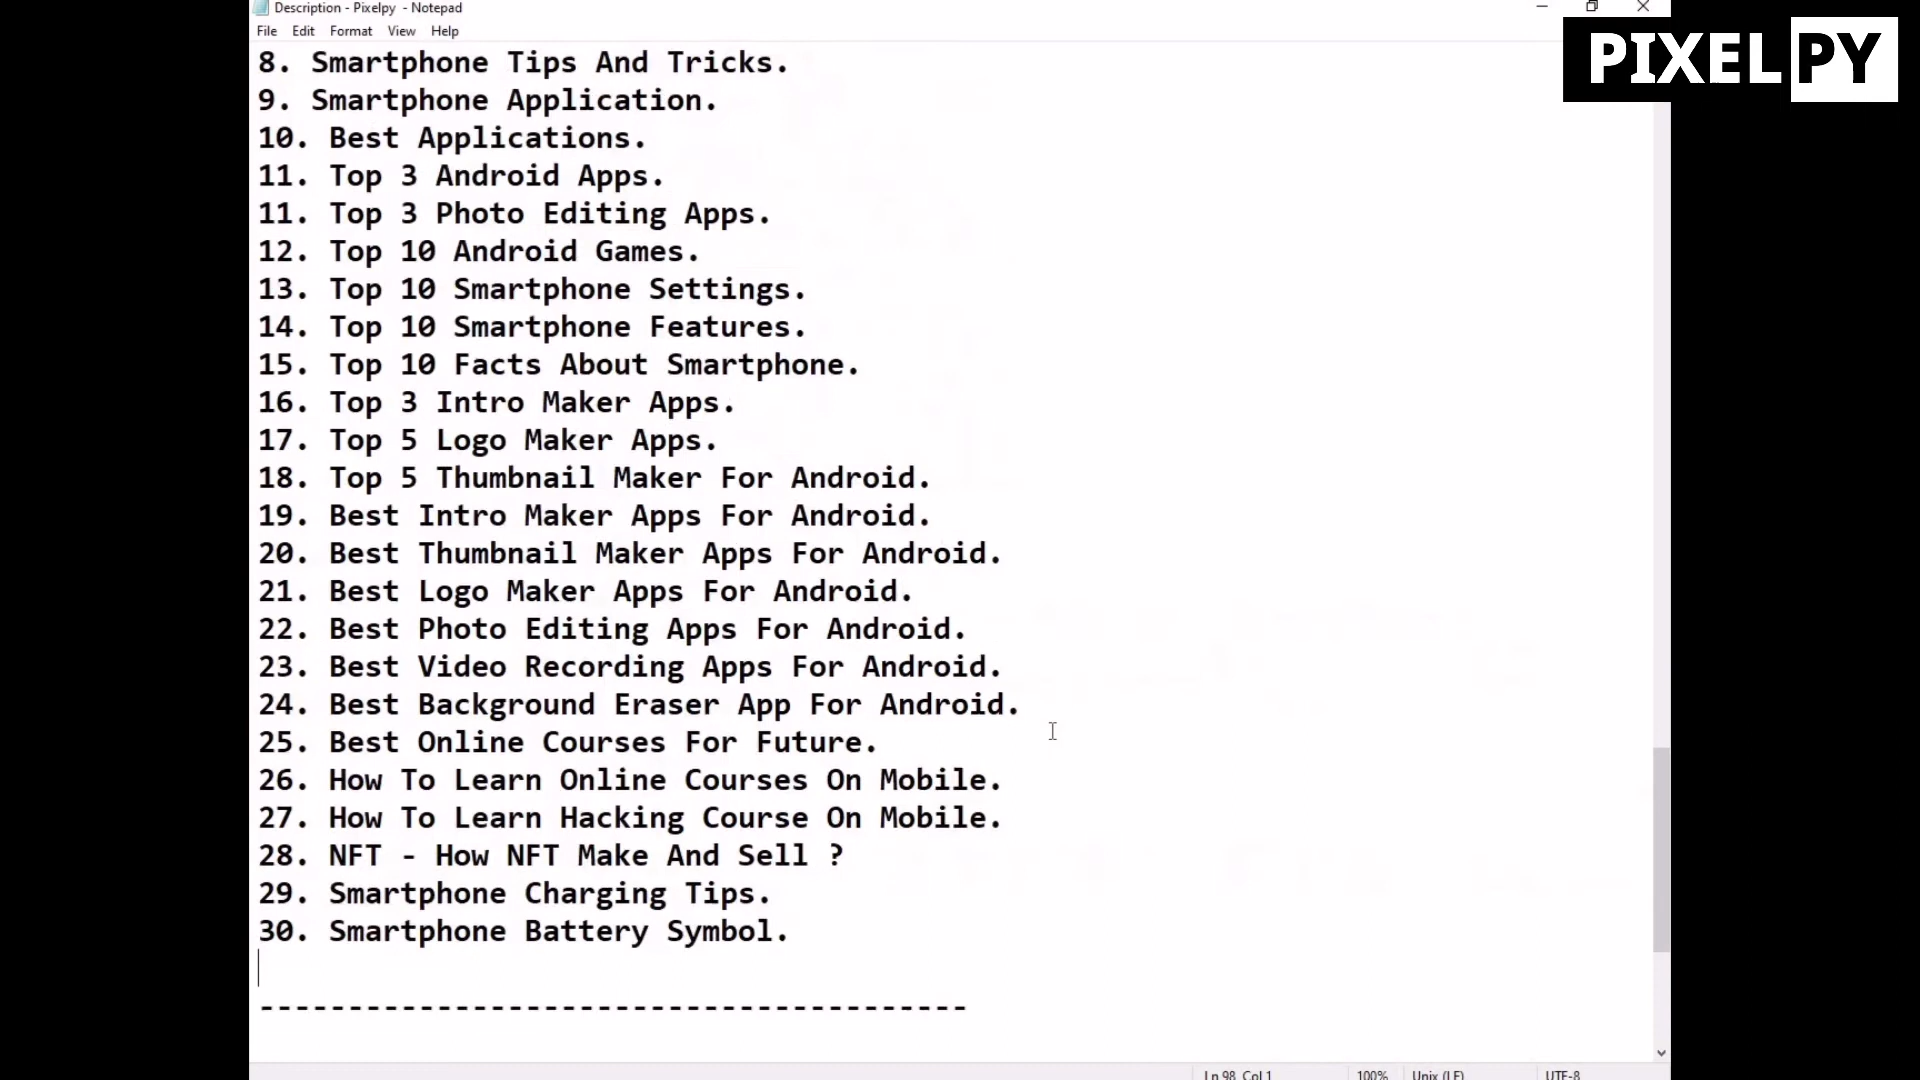 Description - Pixelpy - Notepad
File Edit Format View Help
PIXELPY
8. Smartphone Tips And Tricks.
9. Smartphone Application.
10. Best Applications.
11. Top 3 Android Apps.
11. Top 3 Photo Editing Apps.
12. Top 10 Android Games.
13. Top 10 Smartphone Settings.
14. Top 10 Smartphone Features.
15. Top 10 Facts About Smartphone.
16. Top 3 Intro Maker Apps.
17. Top 5 Logo Maker Apps.
18. Top 5 Thumbnail Maker For Android.
19. Best Intro Maker Apps For Android.
20. Best Thumbnail Maker Apps For Android.
21. Best Logo Maker Apps For Android.
22. Best Photo Editing Apps For Android.
23. Best Video Recording Apps For Android.
24. Best Background Eraser App For Android.
25. Best Online Courses For Future.
26. How To Learn Online Courses On Mobile.
27. How To Learn Hacking Course On Mobile.
28. NFT - How NFT Make And Sell ?
29. Smartphone Charging Tips.
30. Smartphone Battery Symbol.
----------------------------------------
Ln 98, Col 1 100% Unix (LF) UTF-8